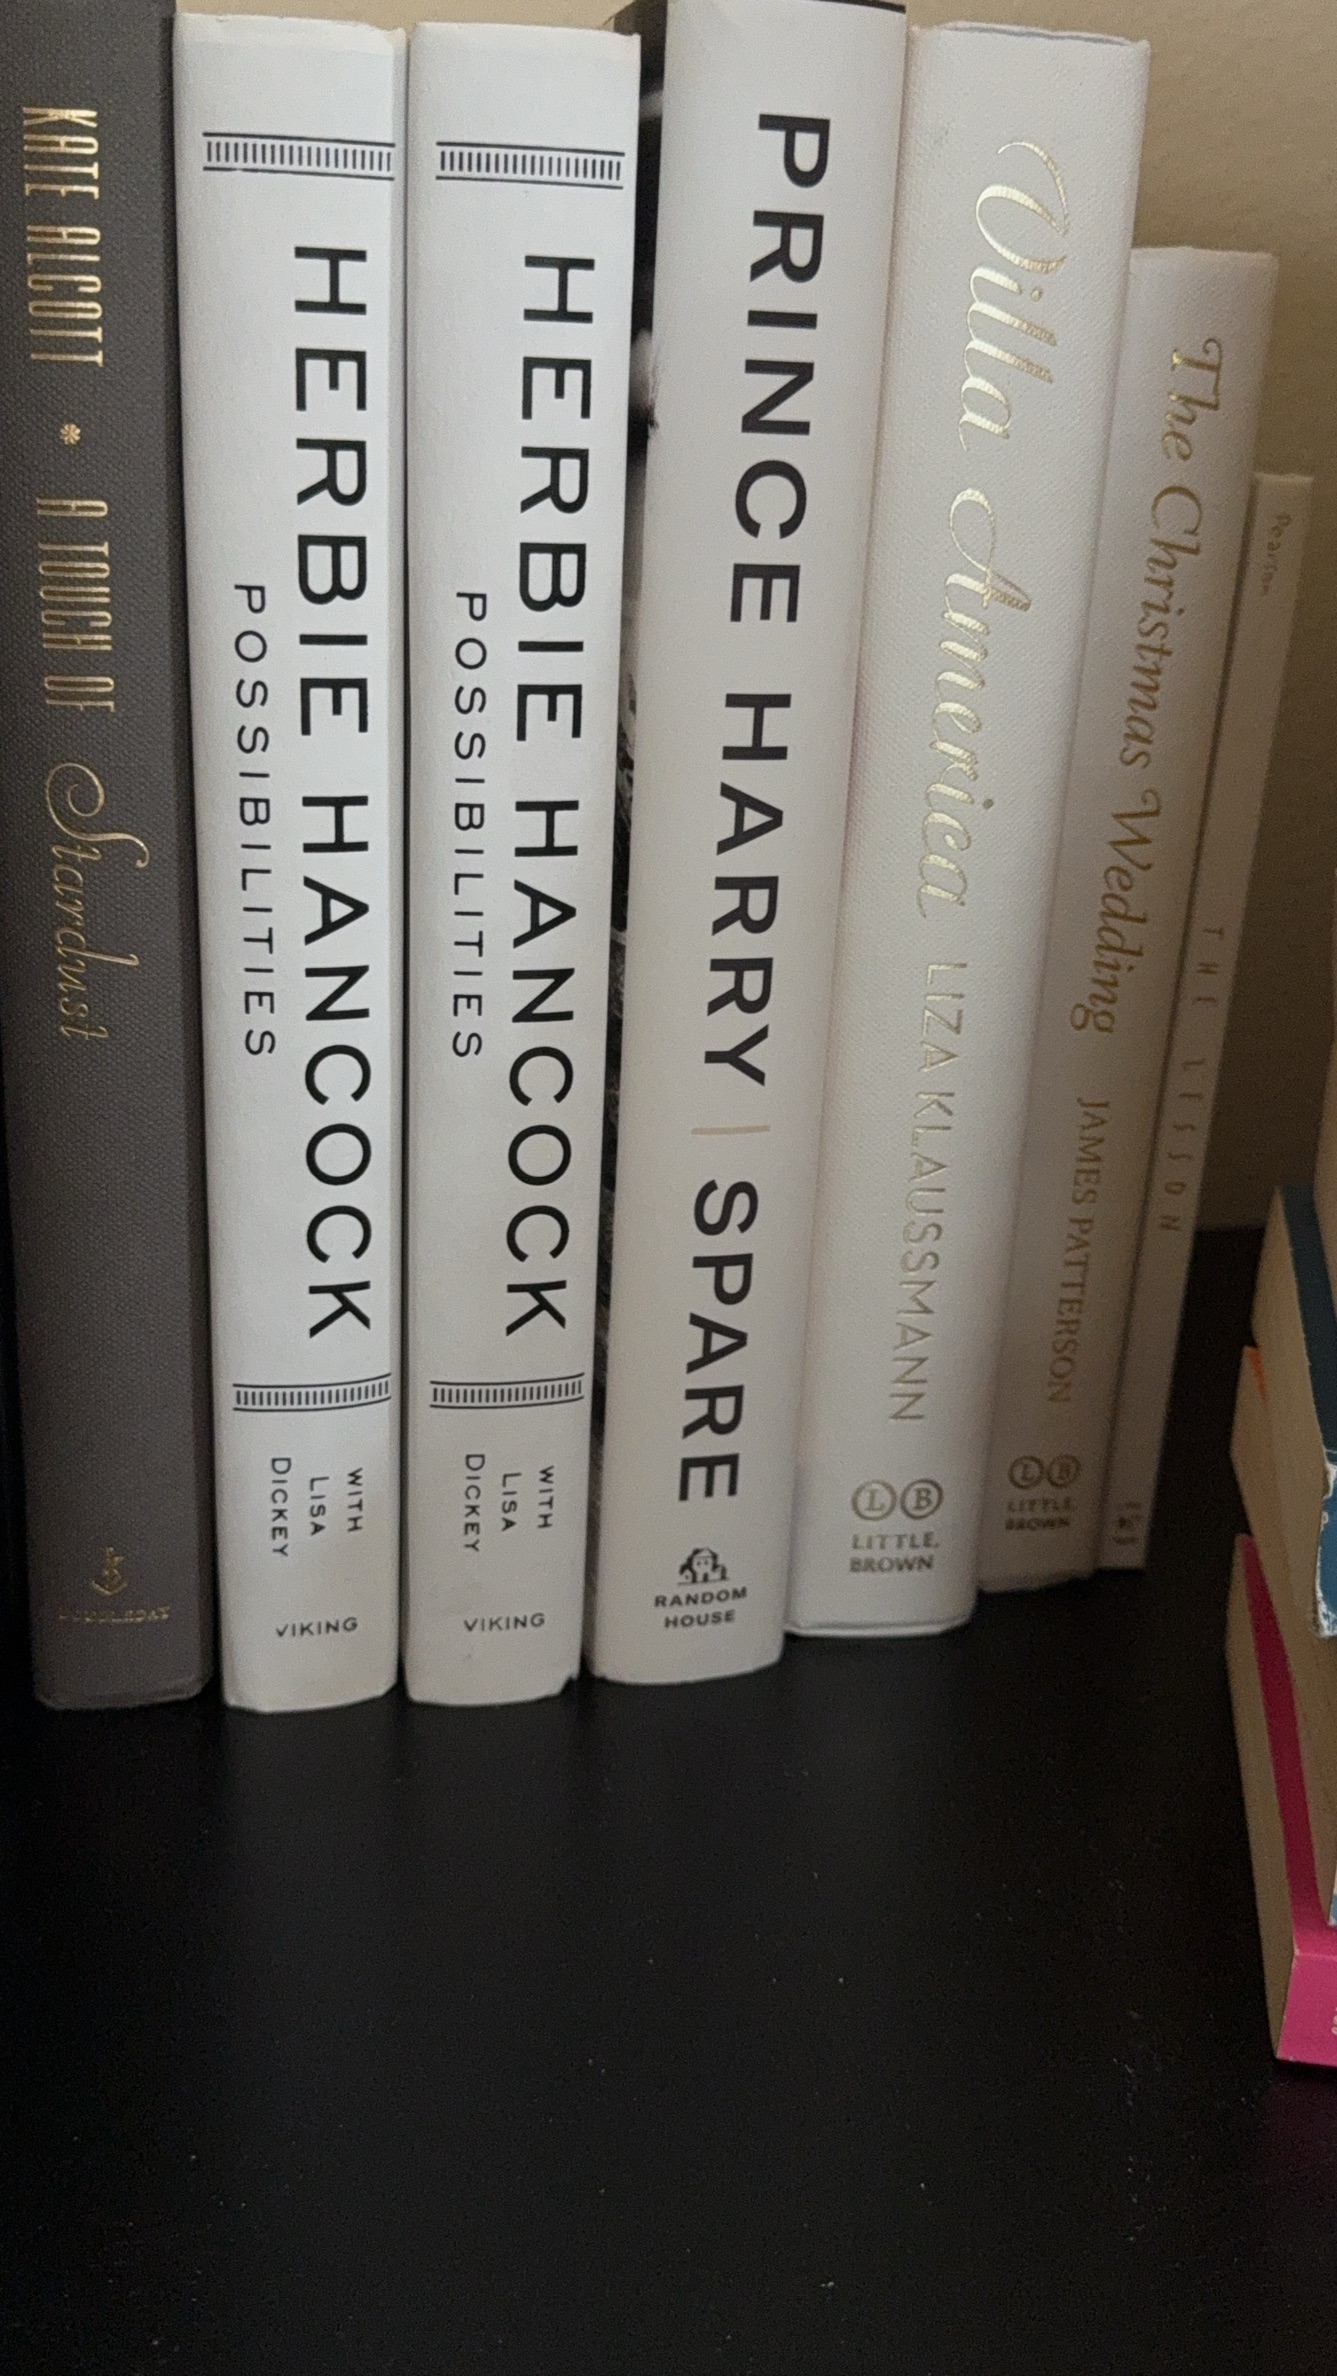 KATE ALCOTT * A TOUCH OF Stardust
DOUBLEDAY
HERBIE HANCOCK
POSSIBILITIES
WITH
LISA
DICKEY
VIKING
HERBIE HANCOCK
POSSIBILITIES
WITH
LISA
DICKEY
VIKING
PRINCE HARRY | SPARE
RANDOM
HOUSE
Villa America LIZA KLAUSSMANN
L B
LITTLE,
BROWN
The Christmas Wedding JAMES PATTERSON
L B
LITTLE,
BROWN
Pearson
THE LESSON